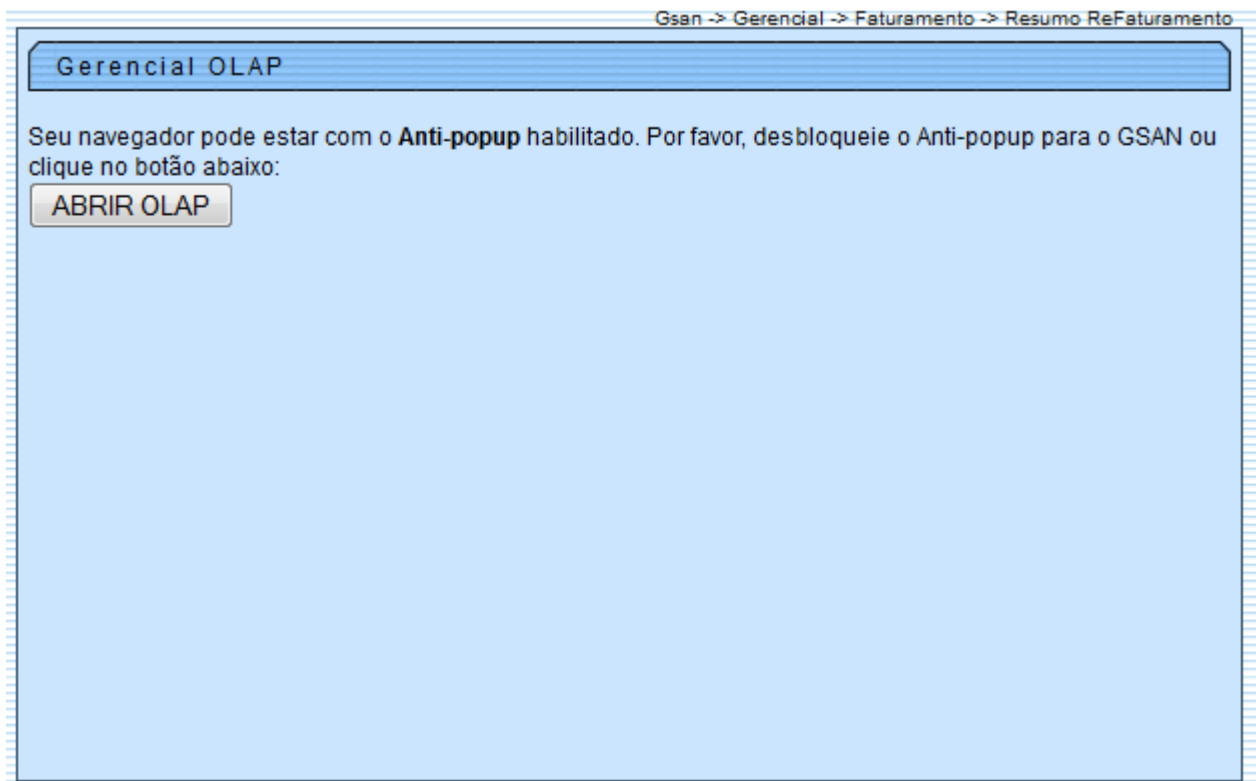 Gsan -> Gerencial -> Faturamento -> Resumo ReFaturamento
Gerencial OLAP
Seu navegador pode estar com o Anti-popup habilitado. Por favor, desbloqueie o Anti-popup para o GSAN ou
clique no botão abaixo:
ABRIR OLAP